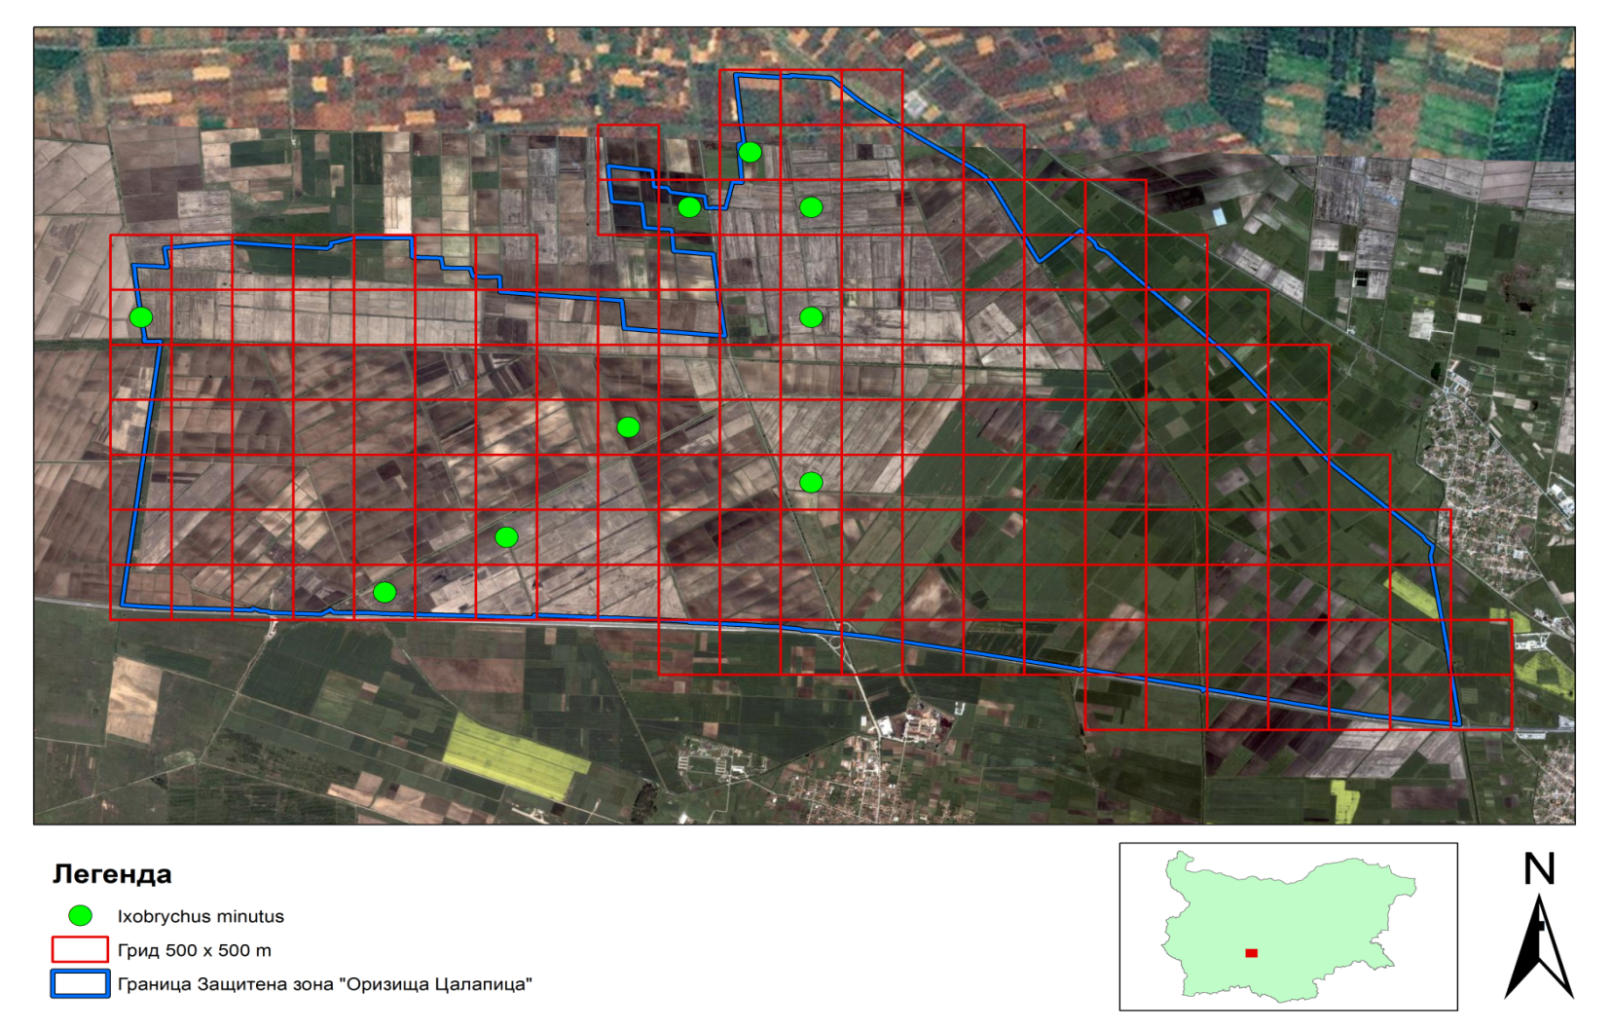 Легенда
Ixobrychus minutus
Грид 500 x 500 m
Граница Защитена зона "Оризища Цалапица"
N